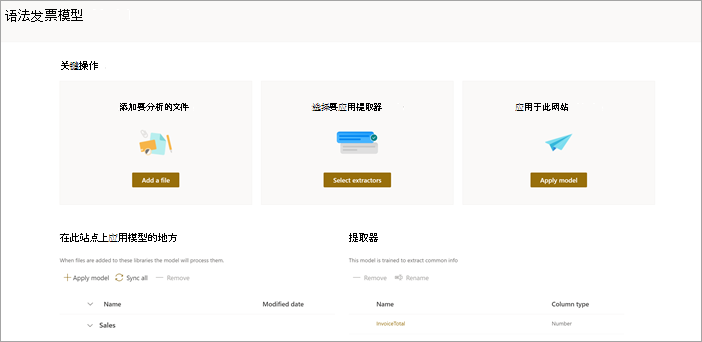 语法发票模型
关键操作
添加要分析的文件
选择要应用提取器
应用于此网站
Add a file
Select extractors
Apply model
在此站点上应用模型的地方
提取器
When files are added to these libraries the model will process them.
This model is trained to extract common info
Apply model Sync all Remove
Remove Rename
Name Modified date
Name Column type
Sales
InvoiceTotal Number